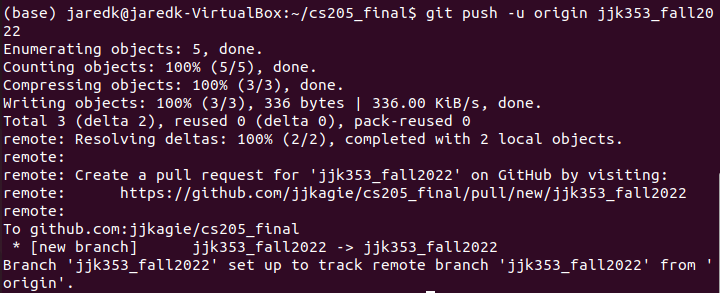 (base) jaredk@jaredk-VirtualBox:~/cs205_final$ git push -u origin jjk353_fall20
22
Enumerating objects: 5, done.
Counting objects: 100% (5/5), done.
Compressing objects: 100% (3/3), done.
Writing objects: 100% (3/3), 336 bytes | 336.00 KiB/s, done.
Total 3 (delta 2), reused 0 (delta 0), pack-reused 0
remote: Resolving deltas: 100% (2/2), completed with 2 local objects.
remote:
remote: Create a pull request for 'jjk353_fall2022' on GitHub by visiting:
remote:      https://github.com/jjkagie/cs205_final/pull/new/jjk353_fall2022
remote:
To github.com:jjkagie/cs205_final
 * [new branch]      jjk353_fall2022 -> jjk353_fall2022
Branch 'jjk353_fall2022' set up to track remote branch 'jjk353_fall2022' from '
origin'.